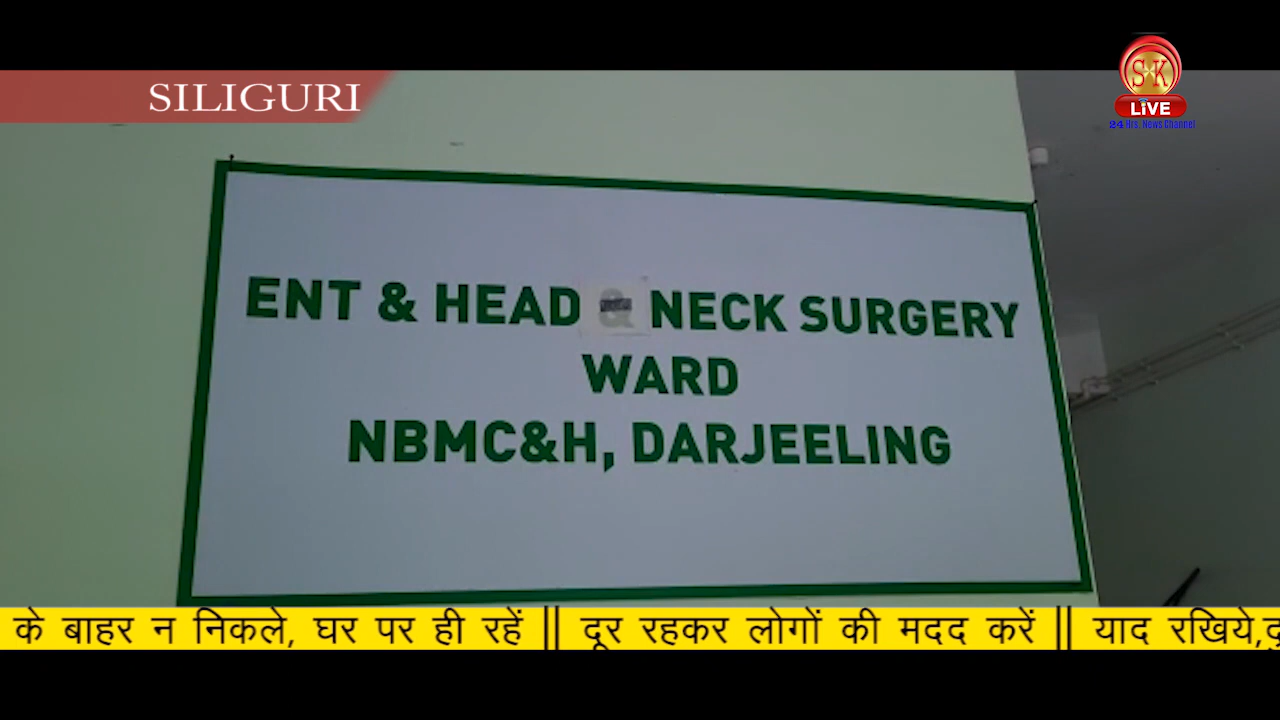 SILIGURI
S K
LIVE
24 Hrs. News Channel
ENT & HEAD & NECK SURGERY
WARD
NBMC&H, DARJEELING
के बाहर न निकले, घर पर ही रहें || दूर रहकर लोगों की मदद करें || याद रखिये,